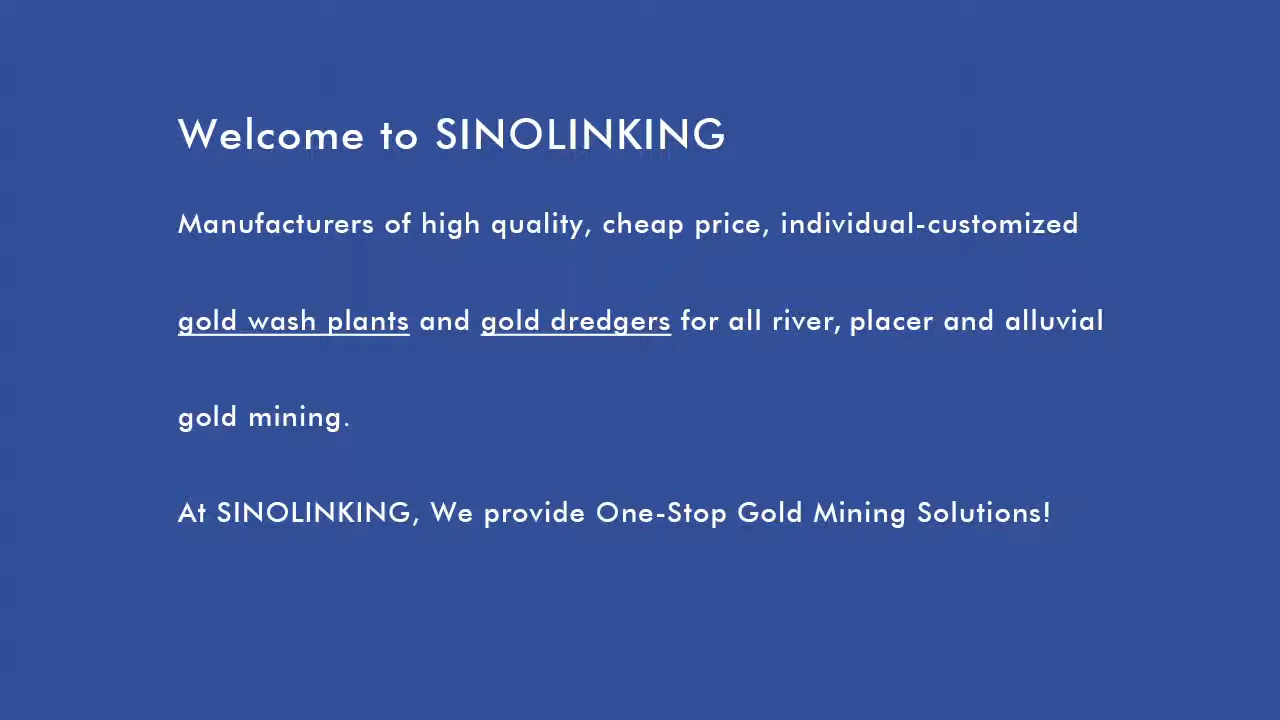 Welcome to SINOLINKING
Manufacturers of high quality, cheap price, individual-customized
gold wash plants and gold dredgers for all river, placer and alluvial
gold mining.
At SINOLINKING, We provide One-Stop Gold Mining Solutions!